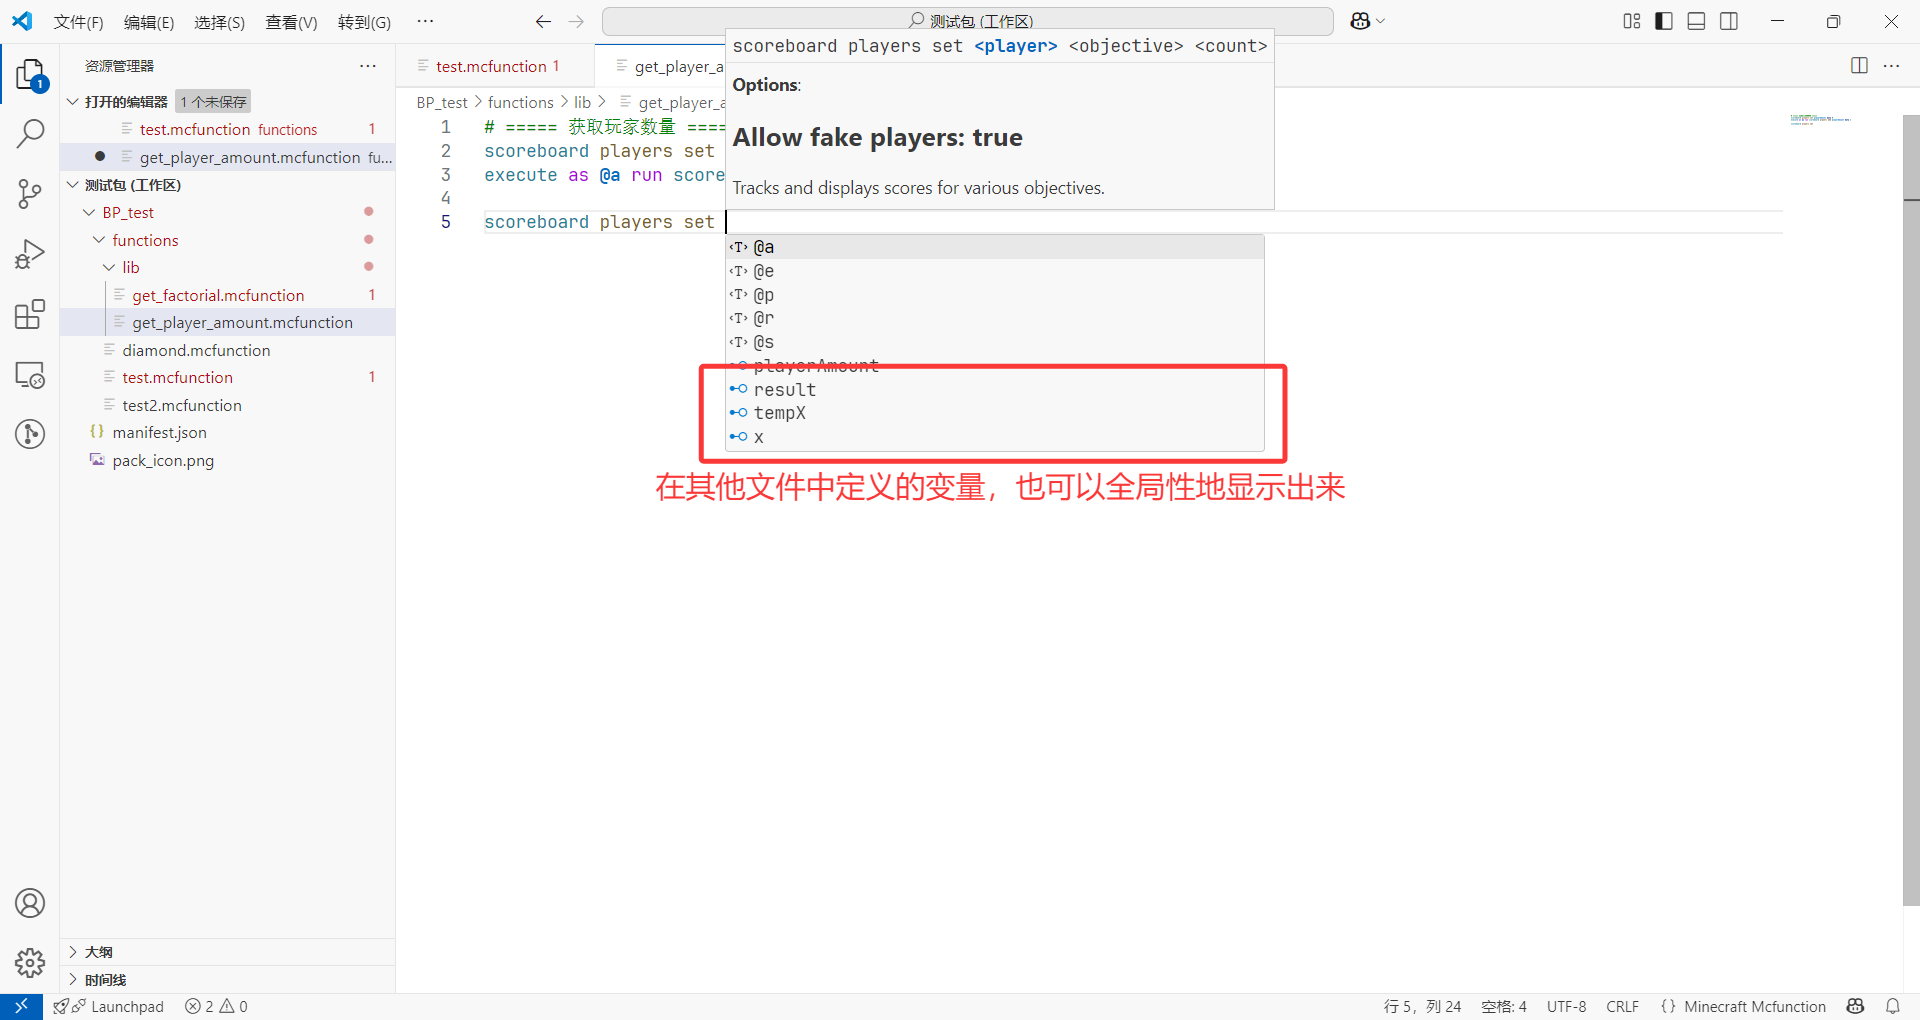 文件(F) 编辑(E) 选择(S) 查看(V) 转到(G) ··· 测试包 (工作区)
资源管理器 ···
打开的编辑器 1 个未保存
test.mcfunction functions 1
get_player_amount.mcfunction fu...
测试包 (工作区)
BP_test
functions
lib
get_factorial.mcfunction 1
get_player_amount.mcfunction
diamond.mcfunction
test.mcfunction 1
test2.mcfunction
{} manifest.json
pack_icon.png
大纲
时间线
test.mcfunction 1 get_player_a
BP_test > functions > lib > get_player_a
1 # ===== 获取玩家数量 ====
2 scoreboard players set
3 execute as @a run score
4
5 scoreboard players set
scoreboard players set <player> <objective> <count>
Options:
Allow fake players: true
Tracks and displays scores for various objectives.
@a
@e
@p
@r
@s
playerAmount
result
tempX
x
在其他文件中定义的变量，也可以全局性地显示出来
1
Launchpad 2 0 行 5，列 24 空格: 4 UTF-8 CRLF {} Minecraft Mcfunction